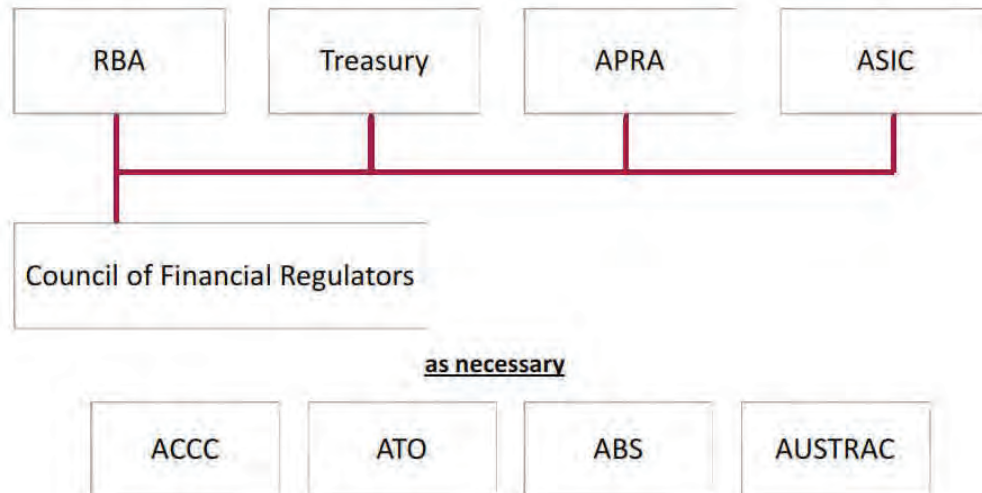 RBA
Treasury
APRA
ASIC
Council of Financial Regulators
as necessary
ACCC
ATO
ABS
AUSTRAC